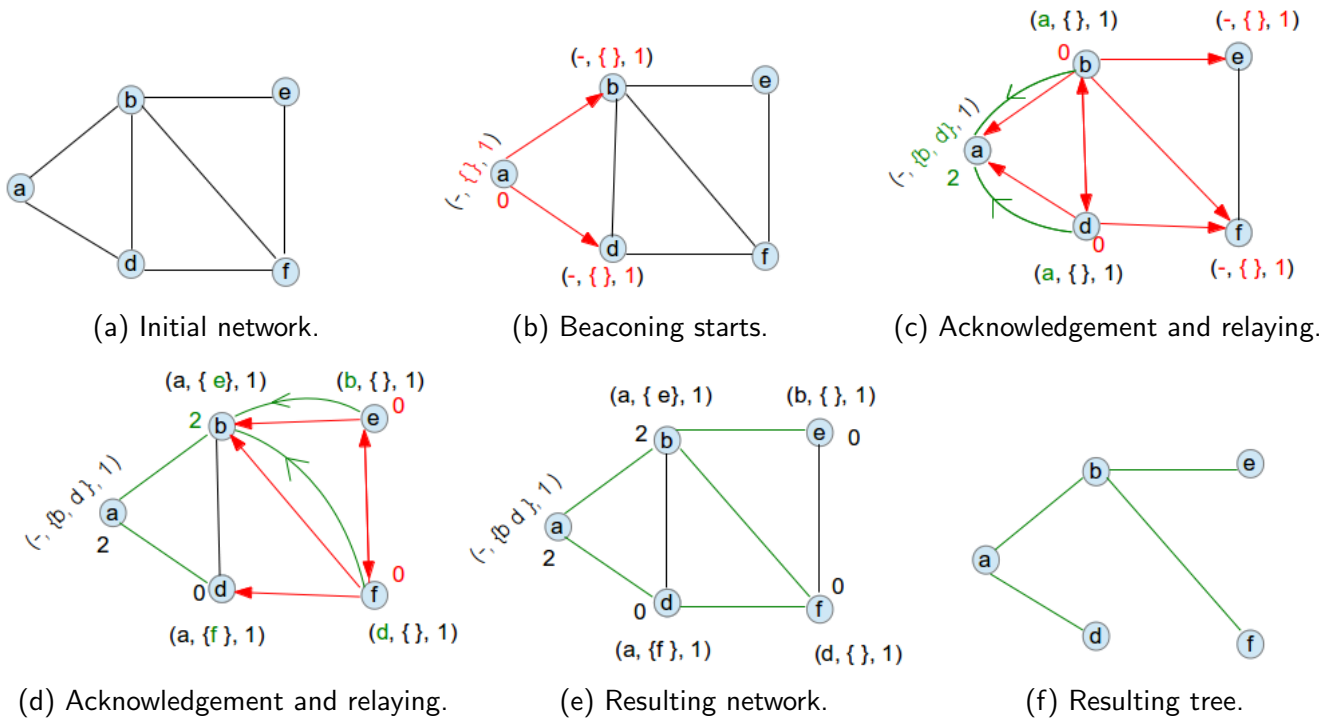 b
e
a
d
f
(a) Initial network.
(-, { }, 1)
b
e
(-, { }, 1)
a
0
d
f
(-, { }, 1)
(b) Beaconing starts.
(a, { }, 1)
(-, { }, 1)
0
b
e
(-, {b, d}, 1)
a
2
d
0
f
(a, { }, 1)
(-, { }, 1)
(c) Acknowledgement and relaying.
(a, { e}, 1)
(b, { }, 1)
2
b
e
0
(-, {b, d }, 1)
a
2
0
d
f
0
(a, {f }, 1)
(d, { }, 1)
(d) Acknowledgement and relaying.
(a, { e}, 1)
(b, { }, 1)
2
b
e
0
(-, {b d }, 1)
a
2
0
d
0
f
(a, {f }, 1)
(d, { }, 1)
(e) Resulting network.
b
e
a
d
f
(f) Resulting tree.